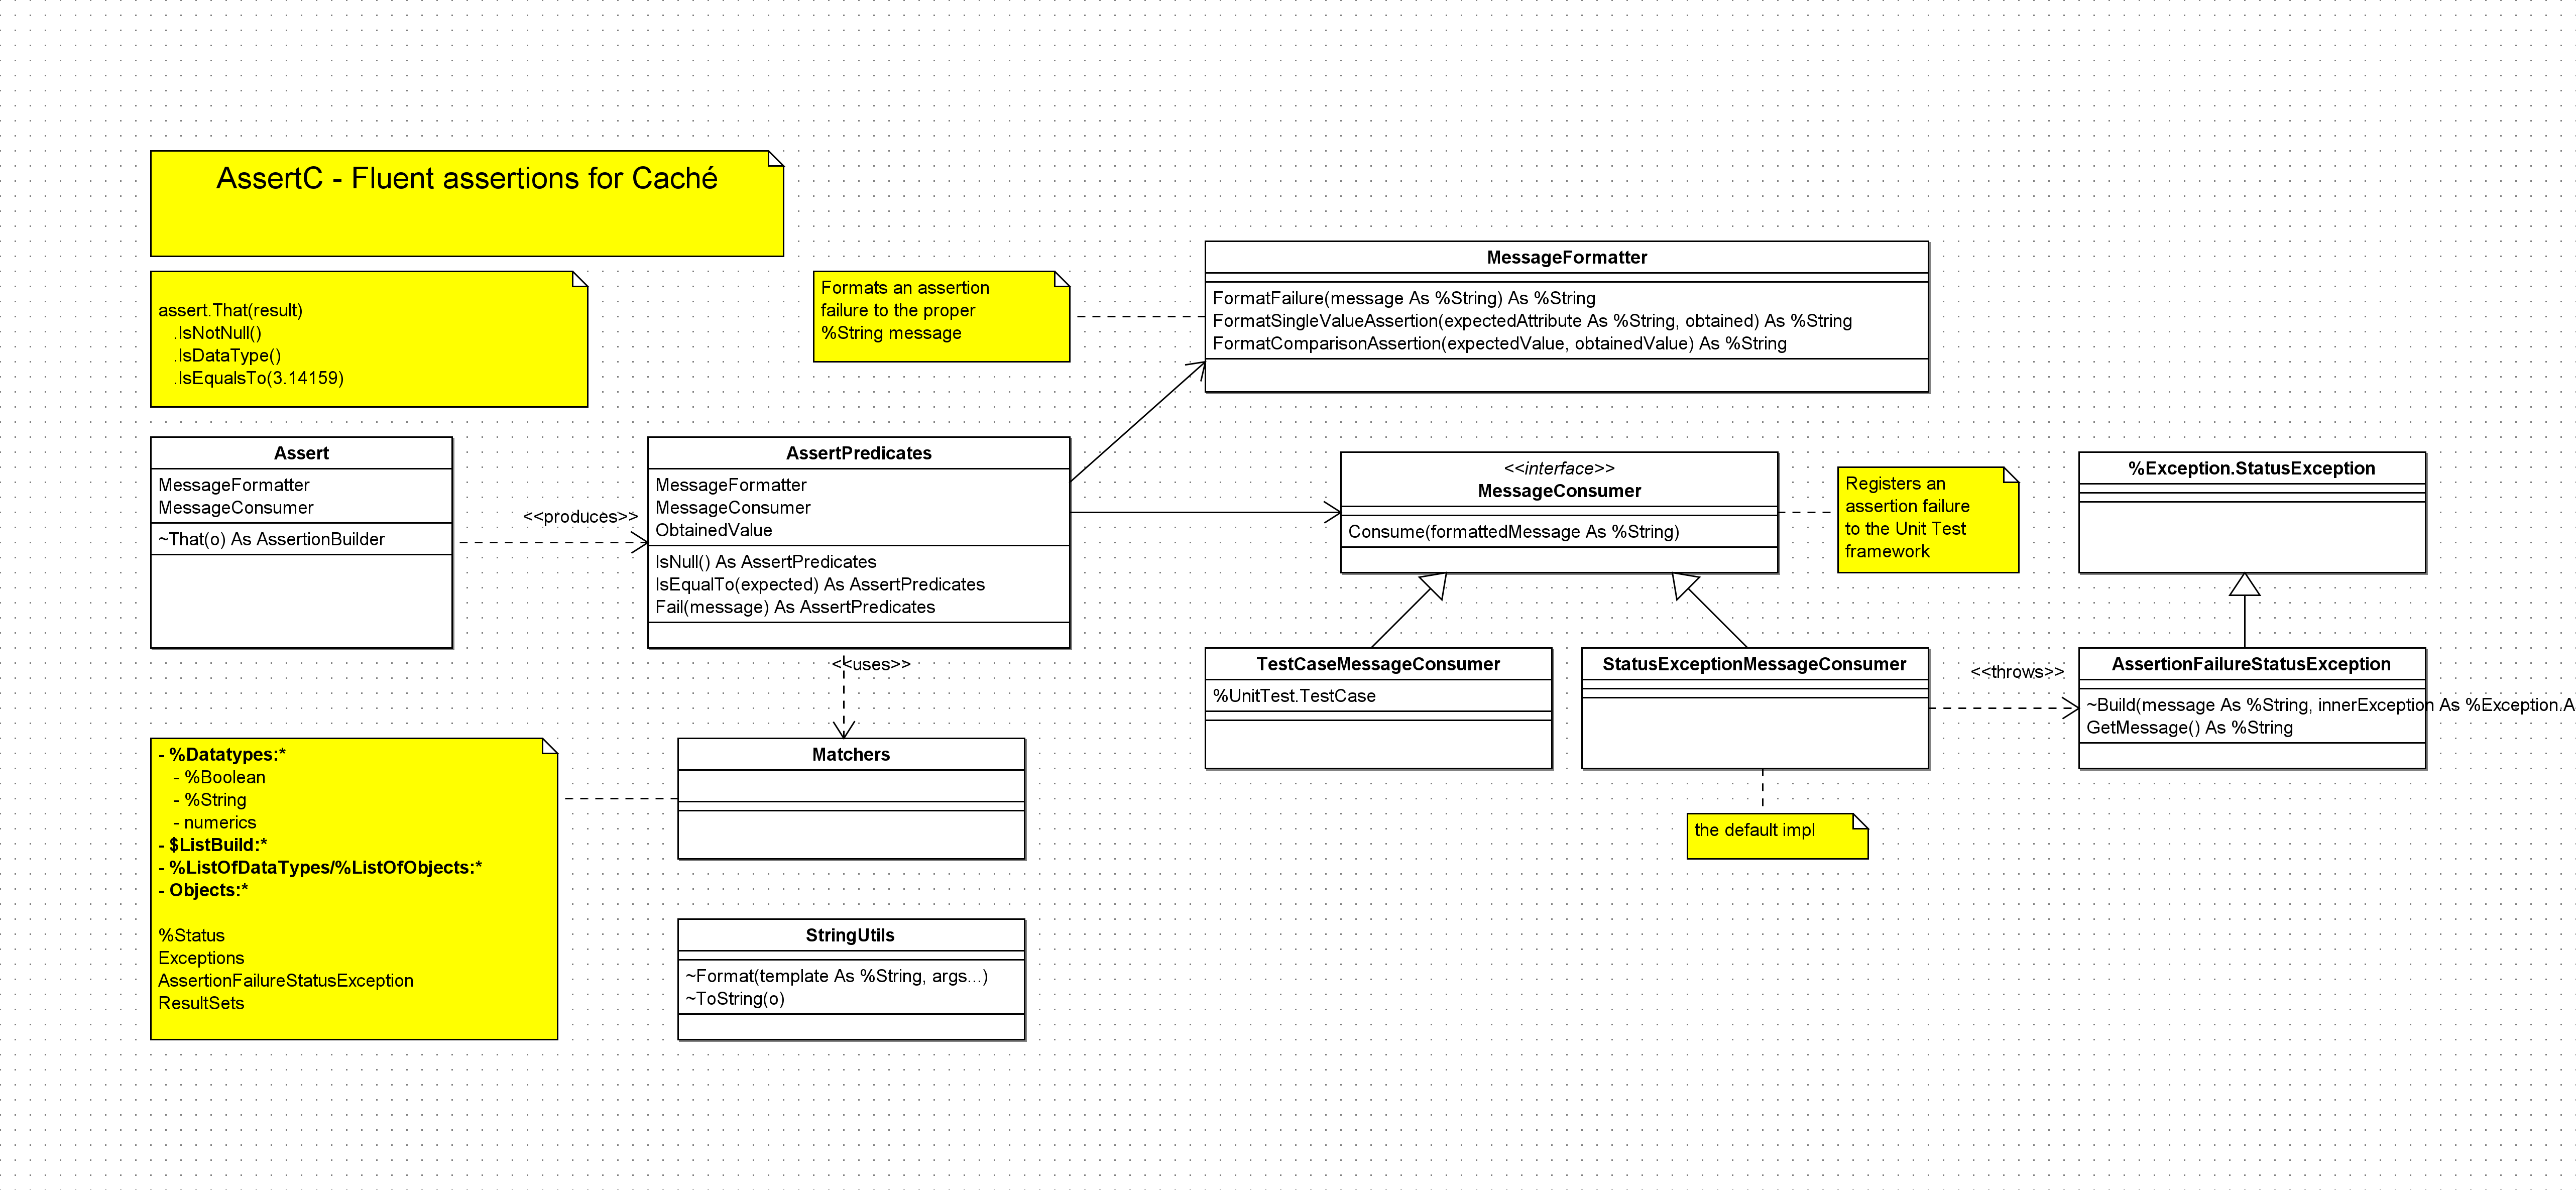 AssertC - Fluent assertions for Caché
assert.That(result)
.IsNotNull()
.IsDataType()
.IsEqualsTo(3.14159)
Formats an assertion
failure to the proper
%String message
MessageFormatter
FormatFailure(message As %String) As %String
FormatSingleValueAssertion(expectedAttribute As %String, obtained) As %String
FormatComparisonAssertion(expectedValue, obtainedValue) As %String
Assert
MessageFormatter
MessageConsumer
~That(o) As AssertionBuilder
<<produces>>
AssertPredicates
MessageFormatter
MessageConsumer
ObtainedValue
IsNull() As AssertPredicates
IsEqualTo(expected) As AssertPredicates
Fail(message) As AssertPredicates
<<interface>>
MessageConsumer
Consume(formattedMessage As %String)
Registers an
assertion failure
to the Unit Test
framework
%Exception.StatusException
<<uses>>
TestCaseMessageConsumer
%UnitTest.TestCase
StatusExceptionMessageConsumer
<<throws>>
AssertionFailureStatusException
~Build(message As %String, innerException As %Exception.A
GetMessage() As %String
the default impl
- %Datatypes:*
- %Boolean
- %String
- numerics
- $ListBuild:*
- %ListOfDataTypes/%ListOfObjects:*
- Objects:*
%Status
Exceptions
AssertionFailureStatusException
ResultSets
Matchers
StringUtils
~Format(template As %String, args...)
~ToString(o)